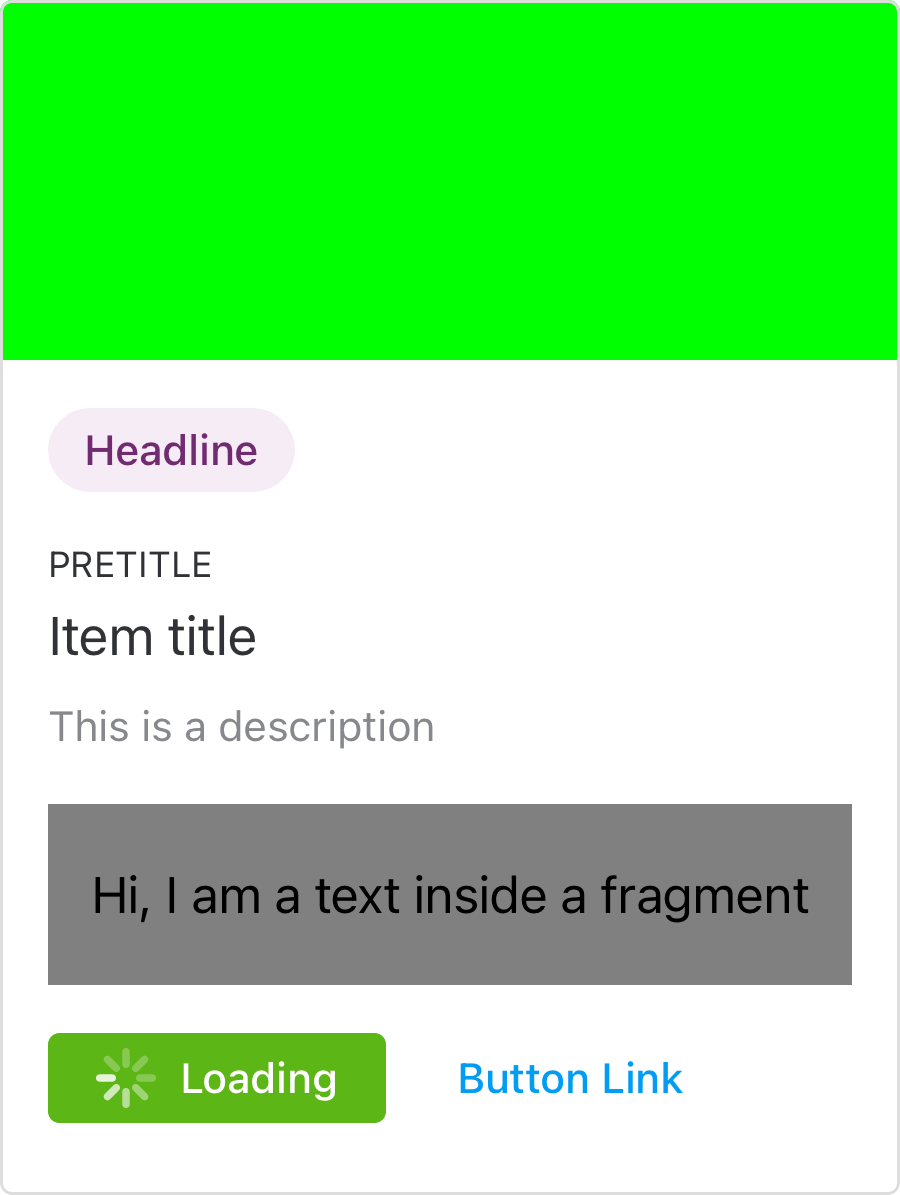 Headline
PRETITLE
Item title
This is a description
Hi, I am a text inside a fragment
Loading
Button Link